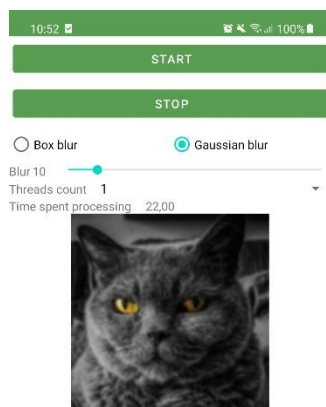 10:52 100%
START
STOP
Box blur Gaussian blur
Blur 10
Threads count 1
Time spent processing 22,00